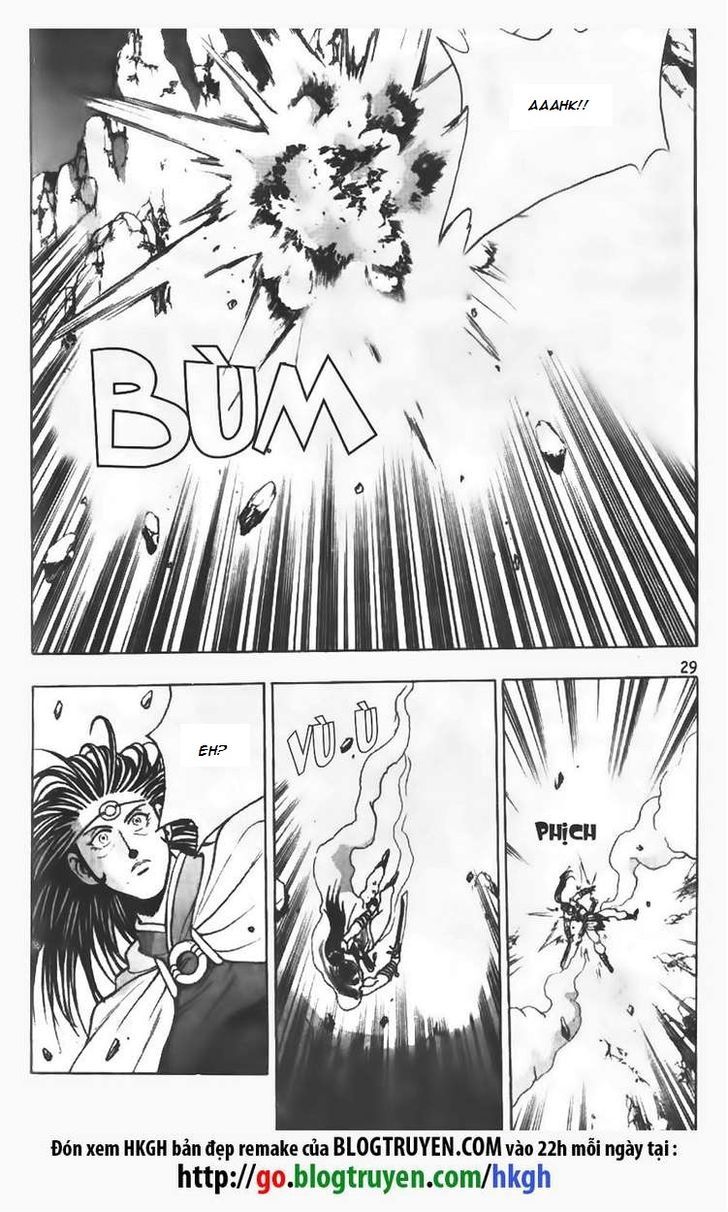 AAAHK!!
BÙM
29
EH?
VÙ Ù
PHỊCH
Đón xem HKGH bản đẹp remake của BLOGTRUYEN.COM vào 22h mỗi ngày tại :
http://go.blogtruyen.com/hkgh